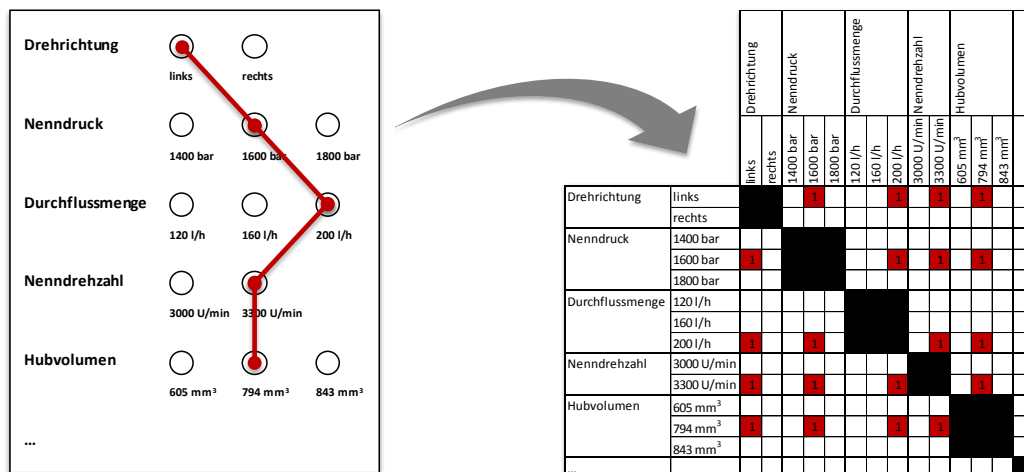 Drehrichtung
links rechts
Nenndruck
1400 bar 1600 bar 1800 bar
Durchflussmenge
120 l/h 160 l/h 200 l/h
Nenndrehzahl
3000 U/min 3300 U/min
Hubvolumen
605 mm³ 794 mm³ 843 mm³
...
Drehrichtung Nenndruck Durchflussmenge Nenndrehzahl Hubvolumen
links rechts 1400 bar 1600 bar 1800 bar 120 l/h 160 l/h 200 l/h 3000 U/min 3300 U/min 605 mm³ 794 mm³ 843 mm³
Drehrichtung links 1 1 1 1
rechts
Nenndruck 1400 bar
1600 bar 1 1 1 1
1800 bar
Durchflussmenge 120 l/h
160 l/h
200 l/h 1 1 1 1
Nenndrehzahl 3000 U/min
3300 U/min 1 1 1 1
Hubvolumen 605 mm³
794 mm³ 1 1 1 1
843 mm³
...